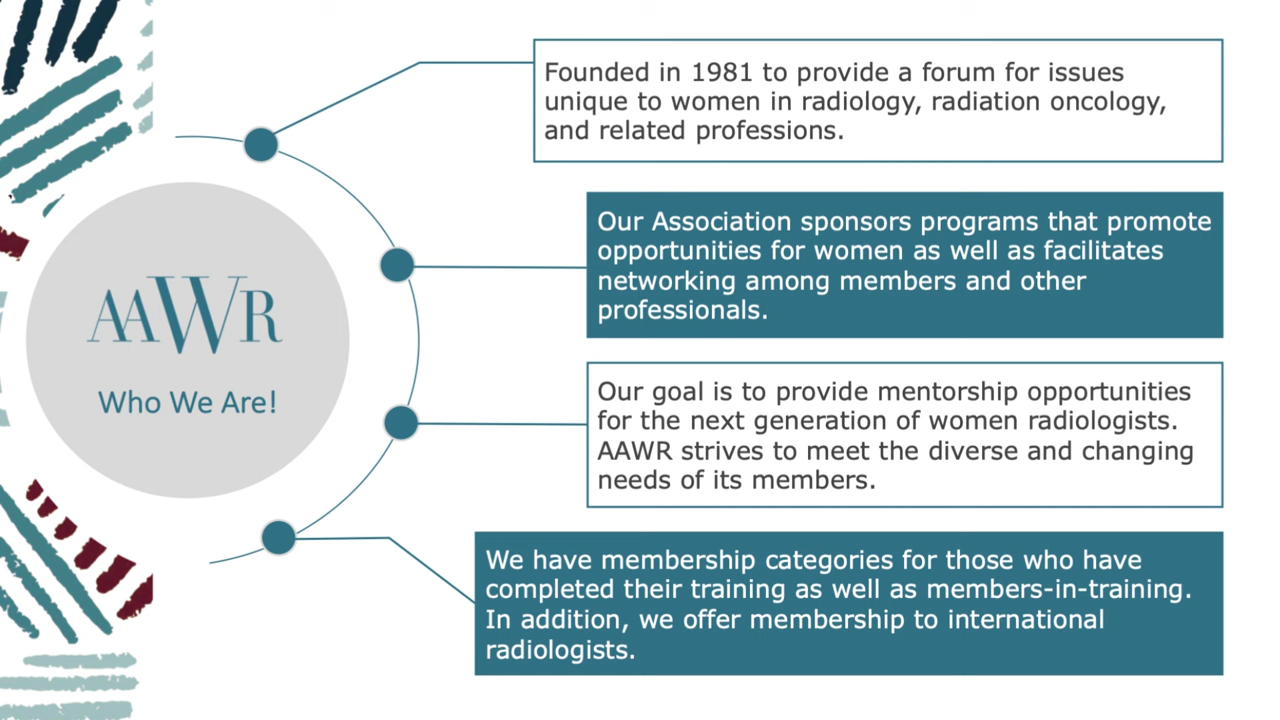 Founded in 1981 to provide a forum for issues
unique to women in radiology, radiation oncology,
and related professions.
Our Association sponsors programs that promote
opportunities for women as well as facilitates
networking among members and other
professionals.
AAWR
Who We Are!
Our goal is to provide mentorship opportunities
for the next generation of women radiologists.
AAWR strives to meet the diverse and changing
needs of its members.
We have membership categories for those who have
completed their training as well as members-in-training.
In addition, we offer membership to international
radiologists.